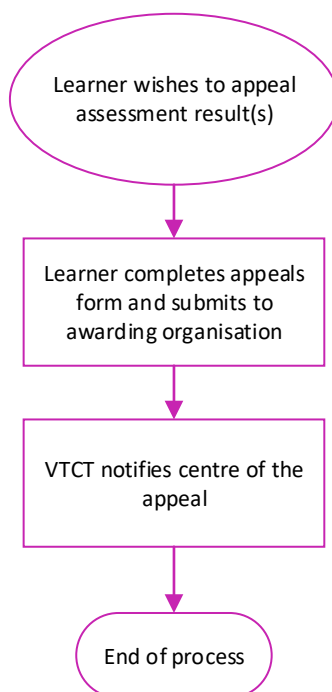 Learner wishes to appeal
assessment result(s)
Learner completes appeals
form and submits to
awarding organisation
VTCT notifies centre of the
appeal
End of process